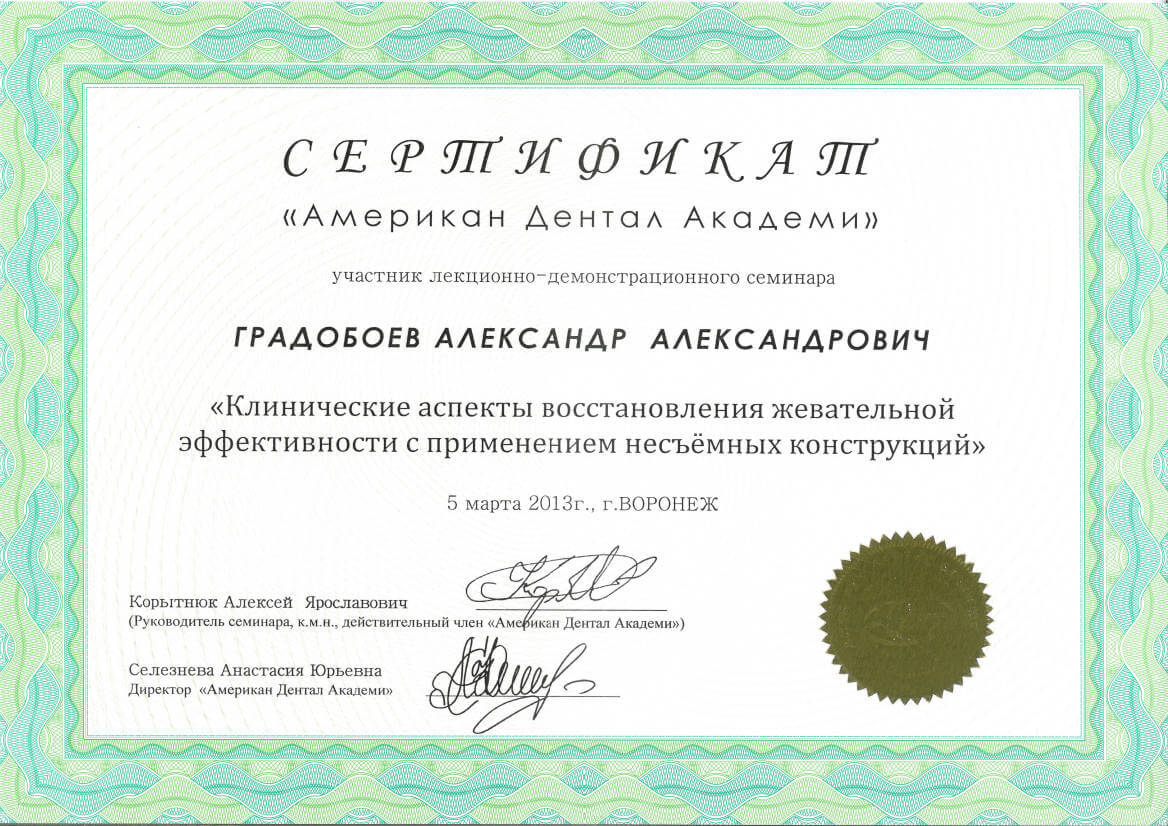 СЕРТИФИКАТ
«Американ Дентал Академи»
участник лекционно-демонстрационного семинара
ГРАДОБОЕВ АЛЕКСАНДР АЛЕКСАНДРОВИЧ
«Клинические аспекты восстановления жевательной
эффективности с применением несъёмных конструкций»
5 марта 2013г., г.ВОРОНЕЖ
Корытнюк Алексей Ярославович
(Руководитель семинара, к.м.н., действительный член «Американ Дентал Академи»)
Селезнева Анастасия Юрьевна
Директор «Американ Дентал Академи»